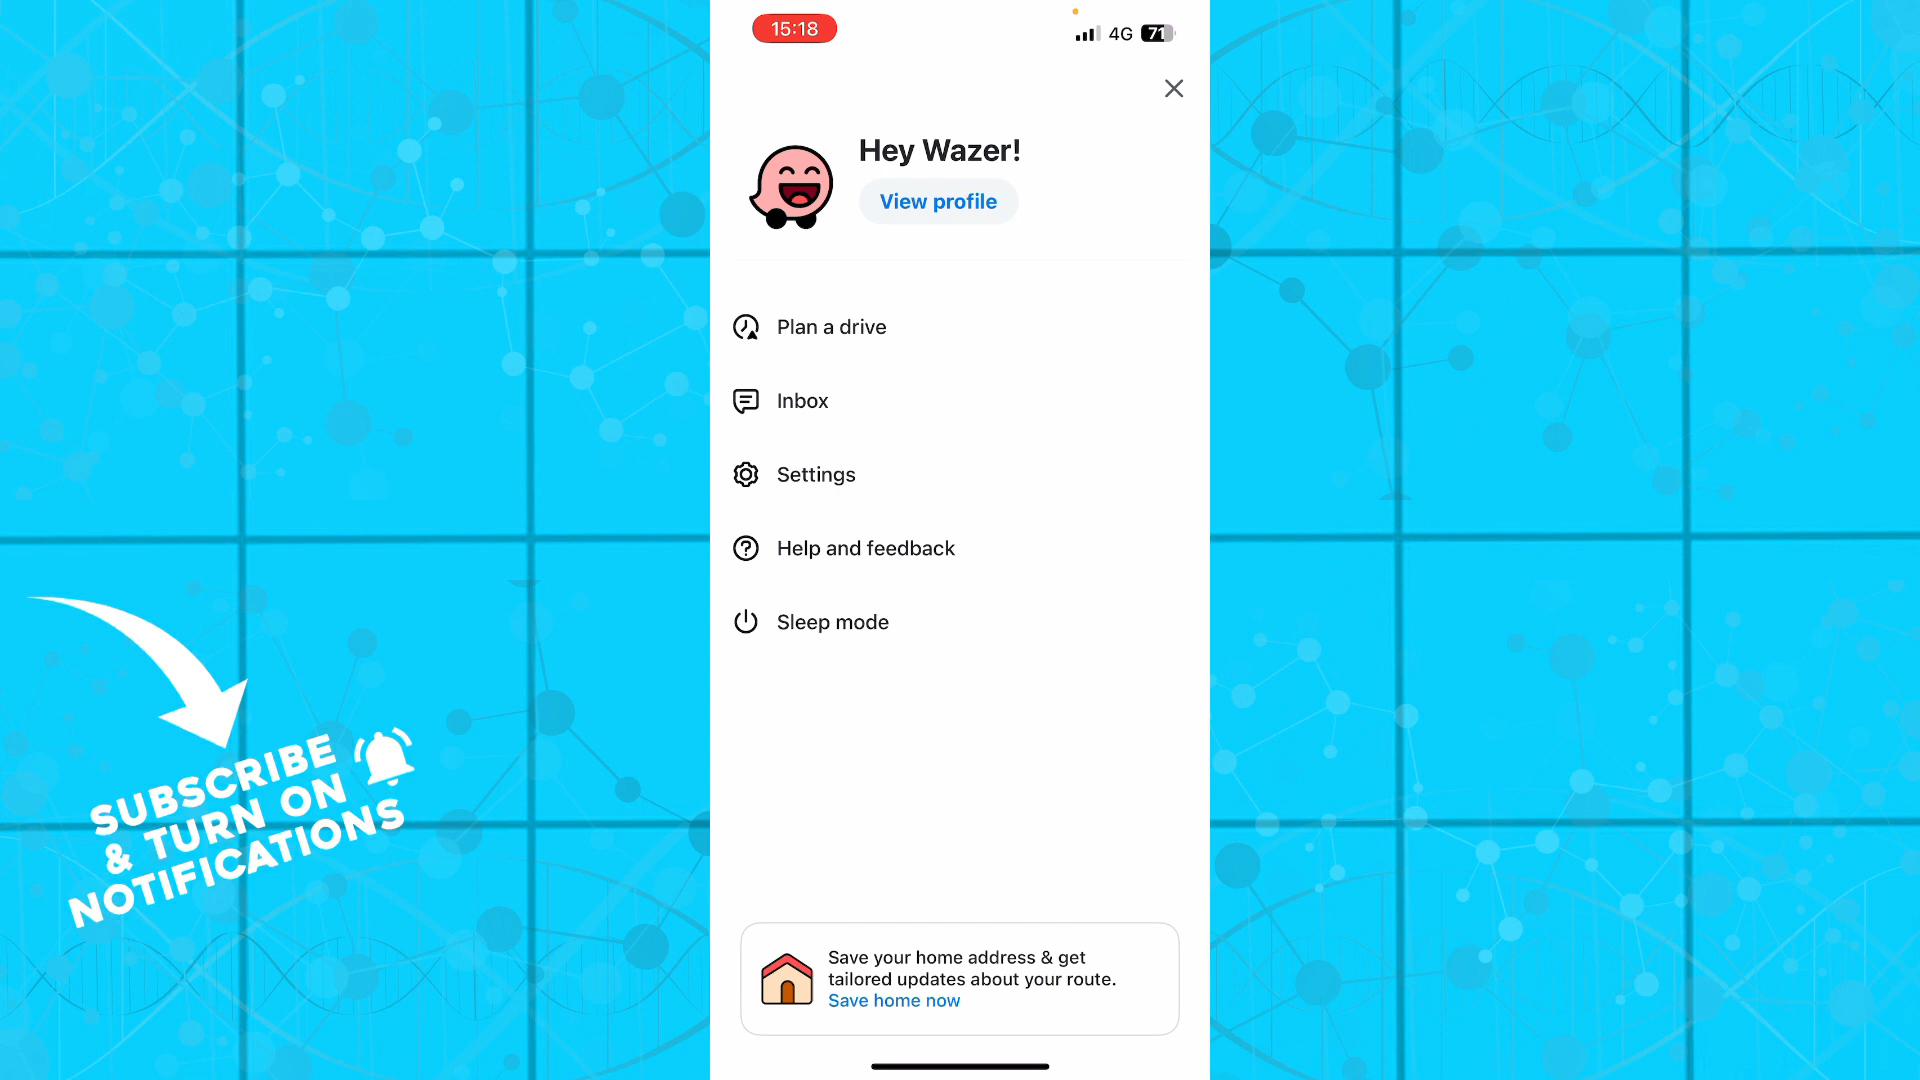 15:18
4G 71
Hey Wazer!
View profile
Plan a drive
Inbox
Settings
Help and feedback
Sleep mode
SUBSCRIBE
& TURN ON
NOTIFICATIONS
Save your home address & get
tailored updates about your route.
Save home now